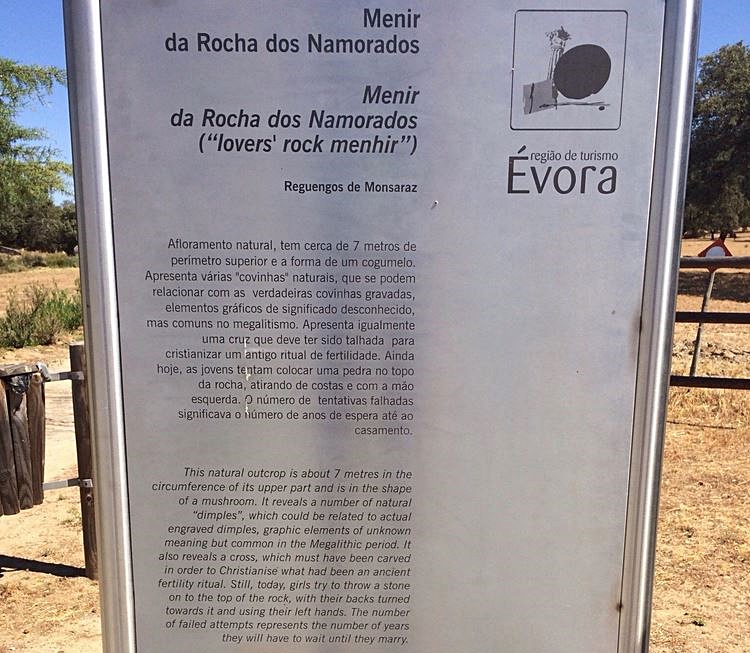 Menir
da Rocha dos Namorados
Menir
da Rocha dos Namorados
("lovers' rock menhir")
Reguengos de Monsaraz
região de turismo
Évora
Afloramento natural, tem cerca de 7 metros de
perímetro superior e a forma de um cogumelo.
Apresenta várias "covinhas" naturais, que se podem
relacionar com as verdadeiras covinhas gravadas,
elementos gráficos de significado desconhecido,
mas comuns no megalitismo. Apresenta igualmente
uma cruz que deve ter sido talhada para
cristianizar um antigo ritual de fertilidade. Ainda
hoje, as jovens tentam colocar uma pedra no topo
da rocha, atirando de costas e com a mão
esquerda. O número de tentativas falhadas
significava o número de anos de espera até ao
casamento.
This natural outcrop is about 7 metres in the
circumference of its upper part and is in the shape
of a mushroom. It reveals a number of natural
"dimples", which could be related to actual
engraved dimples, graphic elements of unknown
meaning but common in the Megalithic period. It
also reveals a cross, which must have been carved
in order to Christianise what had been an ancient
fertility ritual. Still, today, girls try to throw a stone
on to the top of the rock, with their backs turned
towards it and using their left hands. The number
of failed attempts represents the number of years
they will have to wait until they marry.